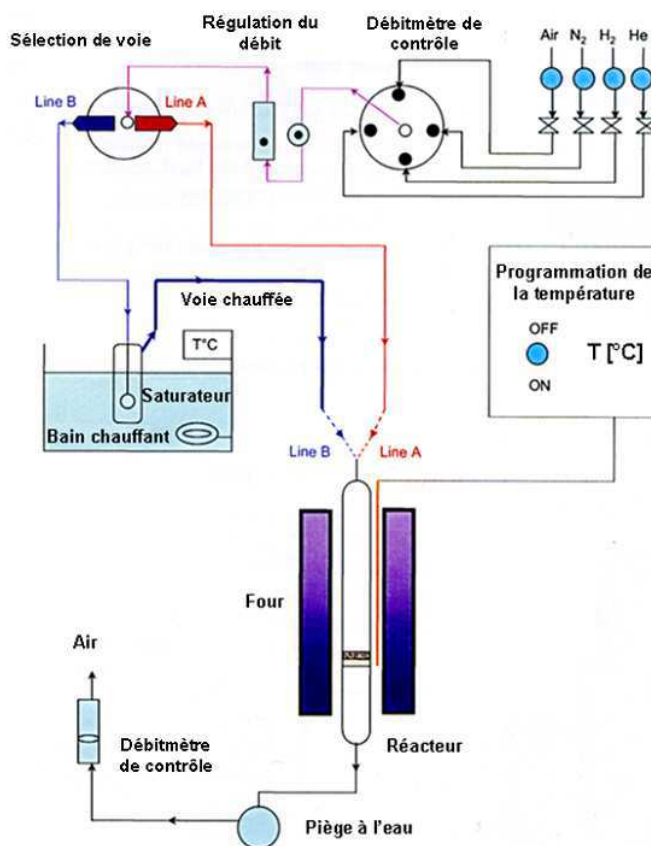 Sélection de voie
Régulation du
débit
Débitmètre de
contrôle
Air N₂ H₂ He
Line B
Line A
Voie chauffée
T°C
Saturateur
Bain chauffant
Programmation de
la température
OFF
T [°C]
ON
Line B
Line A
Four
Air
Débitmètre
de contrôle
Réacteur
Piège à l'eau